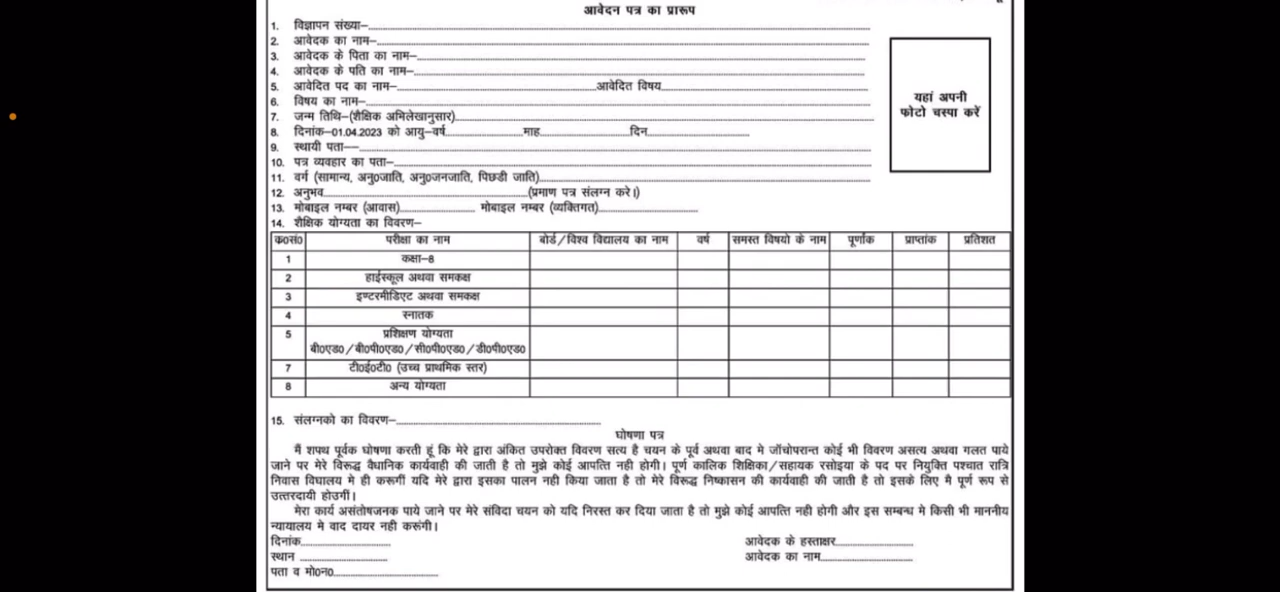 आवेदन पत्र का प्रारूप
1. विज्ञापन संख्या–
2. आवेदक का नाम–
3. आवेदक के पिता का नाम–
4. आवेदक के पति का नाम–
5. आवेदित पद का नाम– आवेदित विषय
6. विषय का नाम–
7. जन्म तिथि–(शैक्षिक अभिलेखानुसार)
8. दिनांक–01.04.2023 को आयु–वर्ष माह दिन
9. स्थायी पता–
10. पत्र व्यवहार का पता–
11. वर्ग (सामान्य, अनु0जाति, अनु0जनजाति, पिछडी जाति)
12. अनुभव (प्रमाण पत्र संलग्न करे।)
13. मोबाइल नम्बर (आवास) मोबाइल नम्बर (व्यक्तिगत)
यहां अपनी
फोटो चस्पा करें
14. शैक्षिक योग्यता का विवरण–
क0सं0 परीक्षा का नाम बोर्ड/विश्व विद्यालय का नाम वर्ष समस्त विषयो के नाम पूर्णांक प्राप्तांक प्रतिशत
1 कक्षा–8
2 हाईस्कूल अथवा समकक्ष
3 इण्टरमीडिएट अथवा समकक्ष
4 स्नातक
5 प्रशिक्षण योग्यता
बी0एड0/बी0पी0एड0/सी0पी0एड0/डी0पी0एड0
7 टी0ई0टी0 (उच्च प्राथमिक स्तर)
8 अन्य योग्यता
15. संलग्नको का विवरण–
घोषणा पत्र
मैं शपथ पूर्वक घोषणा करती हूं कि मेरे द्वारा अंकित उपरोक्त विवरण सत्य है चयन के पूर्व अथवा बाद मे जॉचोपरान्त कोई भी विवरण असत्य अथवा गलत पाये
जाने पर मेरे विरूद्ध वैधानिक कार्यवाही की जाती है तो मुझे कोई आपत्ति नही होगी। पूर्ण कालिक शिक्षिका/सहायक रसोइया के पद पर नियुक्ति पश्चात रात्रि
निवास विघालय मे ही करूगीं यदि मेरे द्वारा इसका पालन नही किया जाता है तो मेरे विरूद्ध निष्कासन की कार्यवाही की जाती है तो इसके लिए मै पूर्ण रूप से
उत्तरदायी होउगीं।
मेरा कार्य असंतोषजनक पाये जाने पर मेरे संविदा चयन को यदि निरस्त कर दिया जाता है तो मुझे कोई आपत्ति नही होगी और इस सम्बन्ध मे किसी भी माननीय
न्यायालय मे वाद दायर नही करूंगी।
दिनांक आवेदक के हस्ताक्षर
स्थान आवेदक का नाम
पता व मो0न0